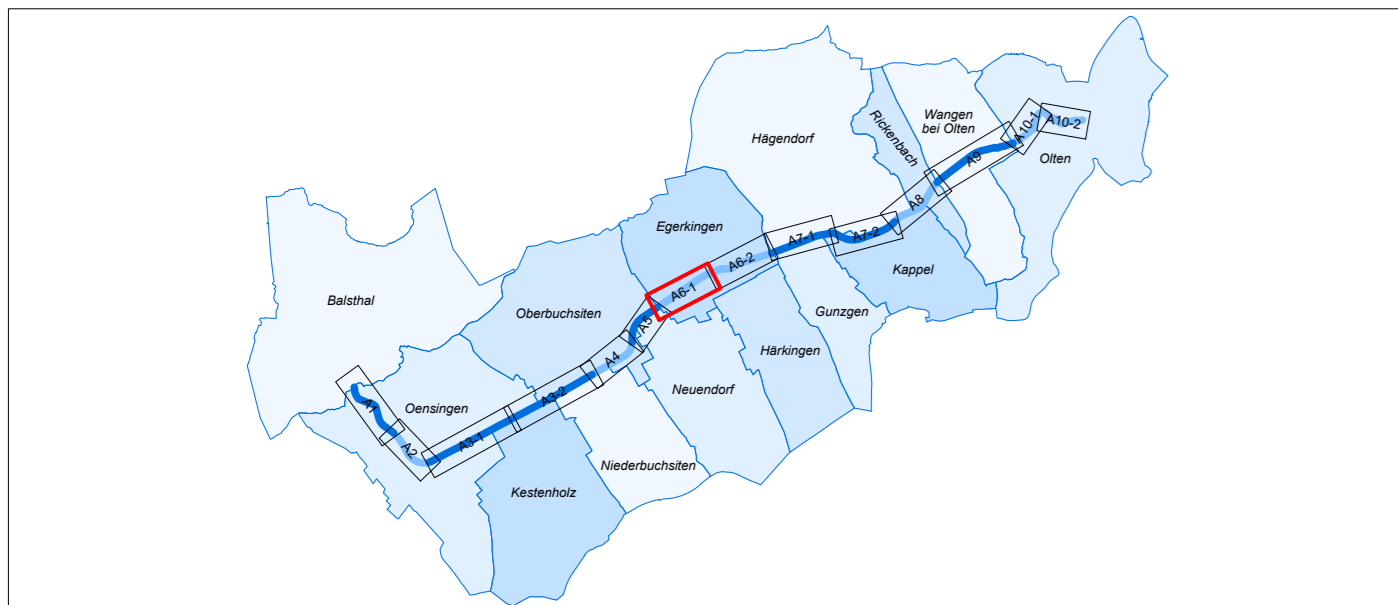 Wangen
bei Olten
A10-1
A10-2
Hägendorf
Rickenbach
A9
Olten
A8
Egerkingen
A7-1
A7-2
A6-2
Kappel
A6-1
Balsthal
Oberbuchsiten
Gunzgen
A5
Härkingen
A4
Neuendorf
A3-2
A1
Oensingen
A3-1
A2
Niederbuchsiten
Kestenholz